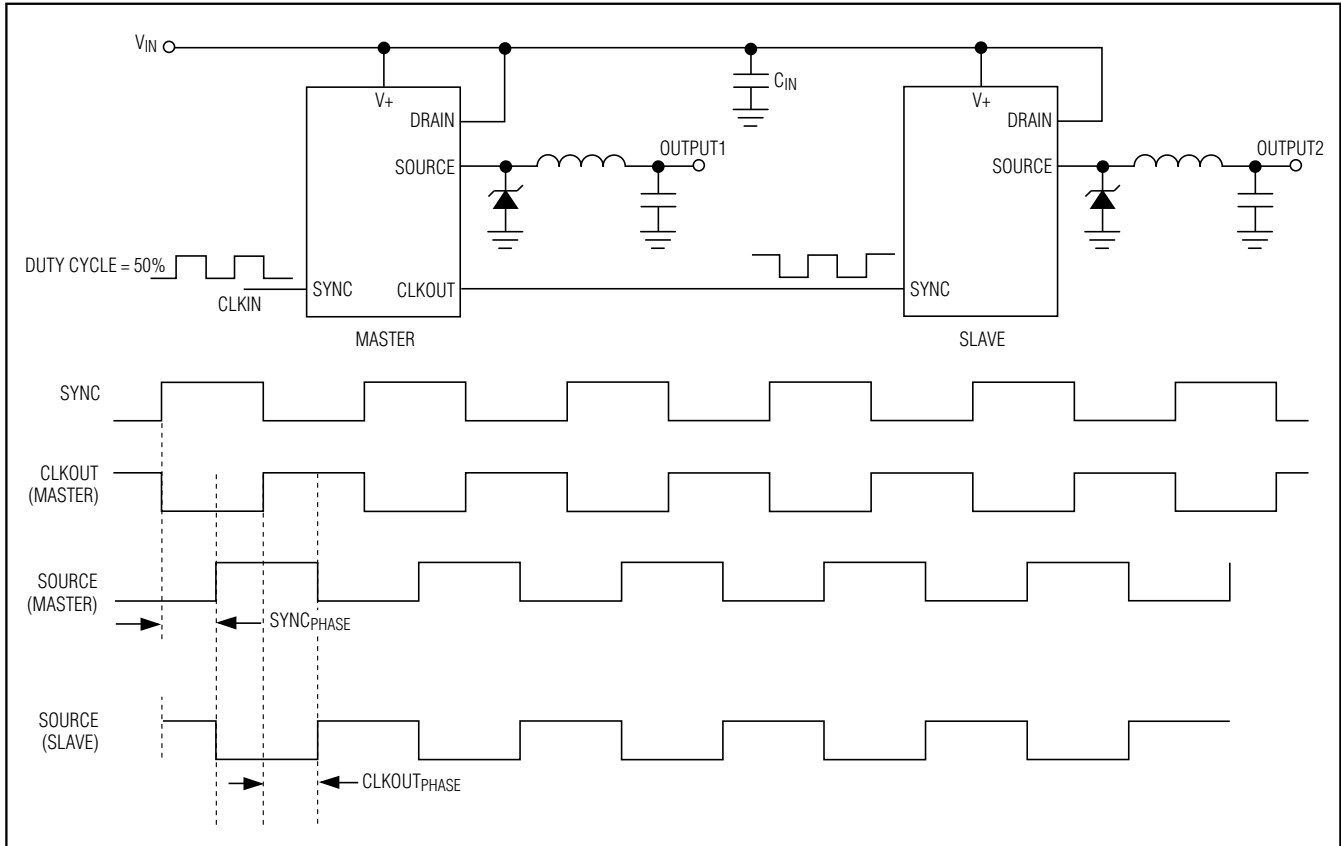 VIN
V+
DRAIN
SOURCE
OUTPUT1
CIN
V+
DRAIN
SOURCE
OUTPUT2
DUTY CYCLE = 50%
CLKIN
SYNC
CLKOUT
SYNC
MASTER
SLAVE
SYNC
CLKOUT
(MASTER)
SOURCE
(MASTER)
SYNCPHASE
SOURCE
(SLAVE)
CLKOUTPHASE